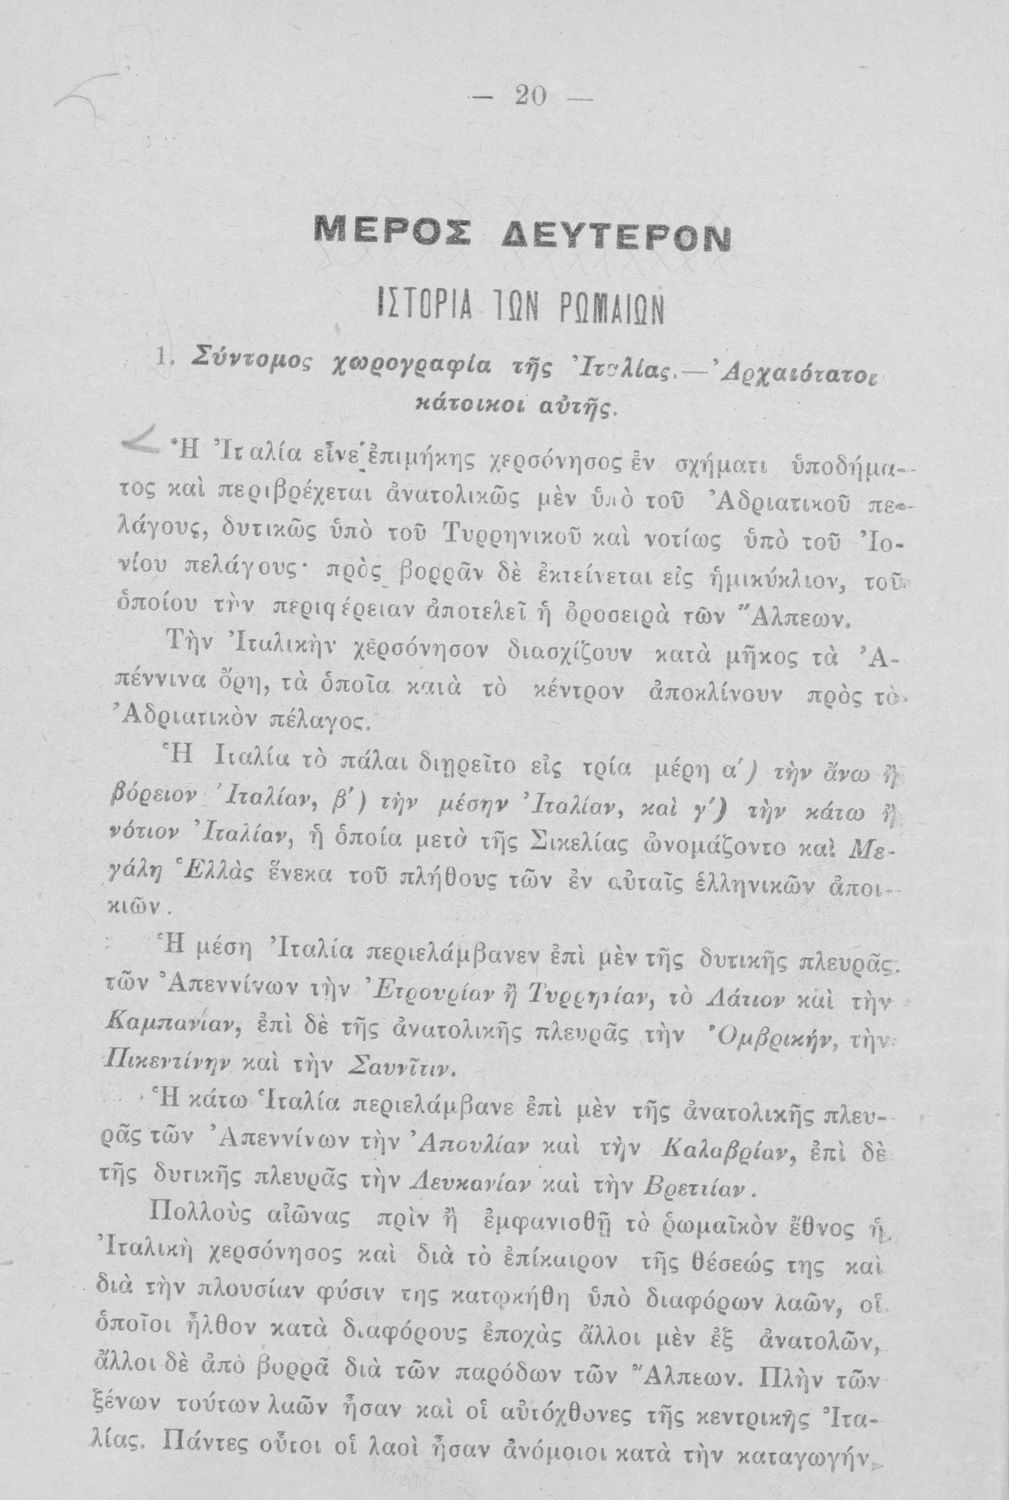 — 20 —
ΜΕΡΟΣ ΔΕΥΤΕΡΟΝ
ΙΣΤΟΡΙΑ ΤΩΝ ΡΩΜΑΙΩΝ
1. Σύντομος χωρογραφία τῆς Ἰταλίας.—Ἀρχαιότατοι
κάτοικοι αὐτῆς.
Ἡ Ἰταλία εἶνε ἐπιμήκης χερσόνησος ἐν σχήματι ὑποδήμα-
τος καὶ περιβρέχεται ἀνατολικῶς μὲν ὑπὸ τοῦ Ἀδριατικοῦ πε-
λάγους, δυτικῶς ὑπὸ τοῦ Τυρρηνικοῦ καὶ νοτίως ὑπὸ τοῦ Ἰο-
νίου πελάγους· πρὸς βορρᾶν δὲ ἐκτείνεται εἰς ἡμικύκλιον, τοῦ
ὁποίου τὴν περιφέρειαν ἀποτελεῖ ἡ ὀροσειρὰ τῶν Ἄλπεων.
Τὴν Ἰταλικὴν χερσόνησον διασχίζουν κατὰ μῆκος τὰ Ἀ-
πέννινα ὄρη, τὰ ὁποῖα κατὰ τὸ κέντρον ἀποκλίνουν πρὸς τὸ
Ἀδριατικὸν πέλαγος.
Ἡ Ιταλία τὸ πάλαι διῃρεῖτο εἰς τρία μέρη α΄) τὴν ἄνω ἢ
βόρειον Ἰταλίαν, β΄) τὴν μέσην Ἰταλίαν, καὶ γ΄) τὴν κάτω ἢ
νότιον Ἰταλίαν, ἡ ὁποία μετὰ τῆς Σικελίας ὠνομάζοντο καὶ Με-
γάλη Ἑλλὰς ἕνεκα τοῦ πλήθους τῶν ἐν αὐταῖς ἑλληνικῶν ἀποι-
κιῶν.
Ἡ μέση Ἰταλία περιελάμβανεν ἐπὶ μὲν τῆς δυτικῆς πλευρᾶς
τῶν Ἀπεννίνων τὴν Ἐτρουρίαν ἢ Τυρρηνίαν, τὸ Λάτιον καὶ τὴν
Καμπανίαν, ἐπὶ δὲ τῆς ἀνατολικῆς πλευρᾶς τὴν Ὀμβρικήν, τὴν
Πικεντίνην καὶ τὴν Σαυνῖτιν.
Ἡ κάτω Ἰταλία περιελάμβανε ἐπὶ μὲν τῆς ἀνατολικῆς πλευ-
ρᾶς τῶν Ἀπεννίνων τὴν Ἀπουλίαν καὶ τὴν Καλαβρίαν, ἐπὶ δὲ
τῆς δυτικῆς πλευρᾶς τὴν Λευκανίαν καὶ τὴν Βρεττίαν.
Πολλοὺς αἰῶνας πρὶν ἢ ἐμφανισθῇ τὸ ῥωμαϊκὸν ἔθνος ἡ
Ἰταλικὴ χερσόνησος καὶ διὰ τὸ ἐπίκαιρον τῆς θέσεώς της καὶ
διὰ τὴν πλουσίαν φύσιν της κατῳκήθη ὑπὸ διαφόρων λαῶν, οἱ
ὁποῖοι ἦλθον κατὰ διαφόρους ἐποχὰς ἄλλοι μὲν ἐξ ἀνατολῶν,
ἄλλοι δὲ ἀπὸ βορρᾶ διὰ τῶν παρόδων τῶν Ἄλπεων. Πλὴν τῶν
ξένων τούτων λαῶν ἦσαν καὶ οἱ αὐτόχθονες τῆς κεντρικῆς Ἰτα-
λίας. Πάντες οὗτοι οἱ λαοὶ ἦσαν ἀνόμοιοι κατὰ τὴν καταγωγήν